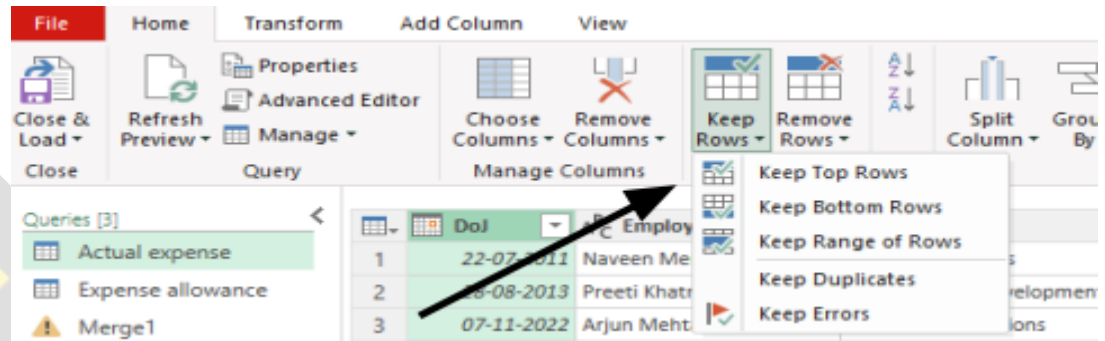 File Home Transform Add Column View
Properties
Advanced Editor
Manage
Close & Load
Refresh Preview
Choose Columns
Remove Columns
Keep Rows
Remove Rows
A Z
Z A
Split Column
By
Close Query Manage Columns
Keep Top Rows
Keep Bottom Rows
Keep Range of Rows
Keep Duplicates
Keep Errors
Queries [3]
Actual expense
Expense allowance
Merge1
DoJ
1 22-07-2011 Naveen
2 -08-2013 Preeti
3 07-11-2022 Arjun